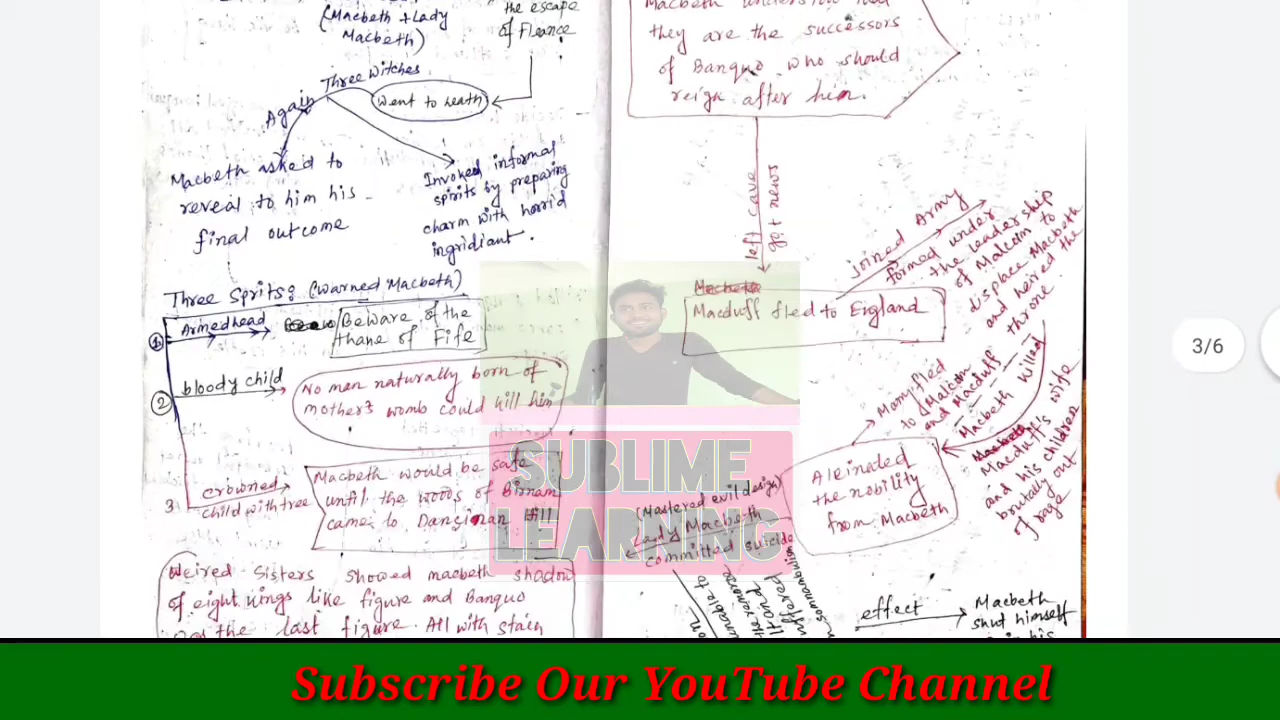 (Macbeth + Lady
Macbeth)
the escape
of Fleance
Three witches
went to heath
Again
Macbeth asked to
reveal to him his
final outcome
Invoked informal
spirits by preparing
charm with horrid
ingridiant.
Three Sprits: (Warned Macbeth)
1 Armed head
Beware of the
thane of Fife
2 bloody child
No man naturally born of
mother's womb could kill him
3. crowned
child with tree
Macbeth would be safe
until the woods of Birnam
came to Dansinan Hill
Weired Sisters showed macbeth shadow
of eight kings like figure and Banquo
the last figure. All with stain
Macbeth
they are the successors
of Banquo who should
reign after him.
left cave
got news
Macduff fled to England
Joined Army
Formed under
the leadership
of Malcom to
displace Macbeth
and heired the
throne
Macbeth killed
Macduff's wife
and his children
brutally out
of rage
to Malcom
and Macduff
Aleinated
the nobility
from Macbeth
(Mastered evil design)
Lady Macbeth
committed suicide
unable to
effect
Macbeth
shut himself
3/6
SUBLIME
LEARNING
Subscribe Our YouTube Channel